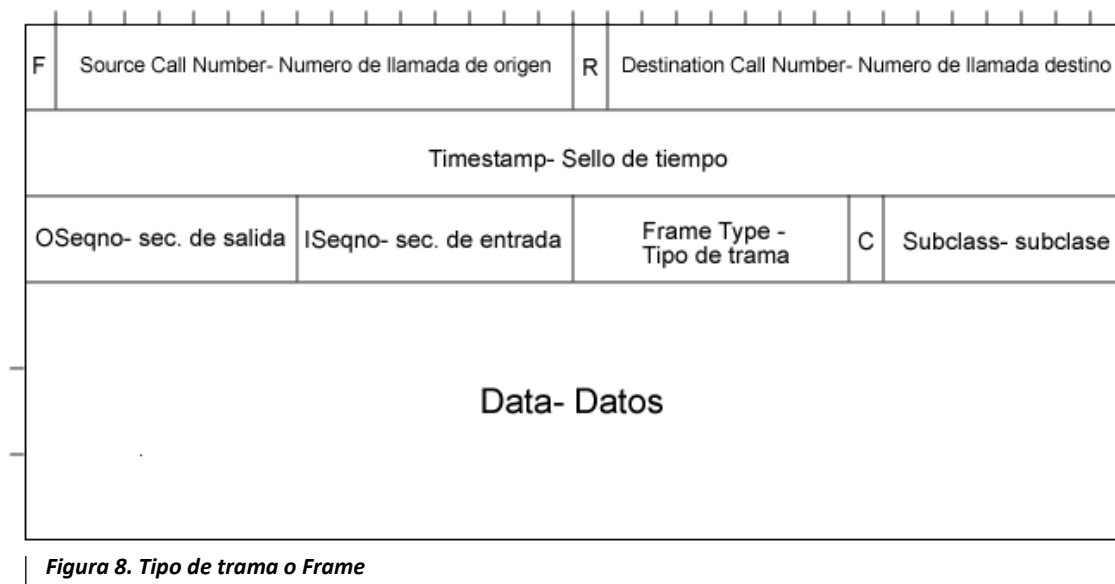 F
Source Call Number- Numero de llamada de origen
R
Destination Call Number- Numero de llamada destino
Timestamp- Sello de tiempo
OSeqno- sec. de salida
ISeqno- sec. de entrada
Frame Type -
Tipo de trama
C
Subclass- subclase
Data- Datos
Figura 8. Tipo de trama o Frame